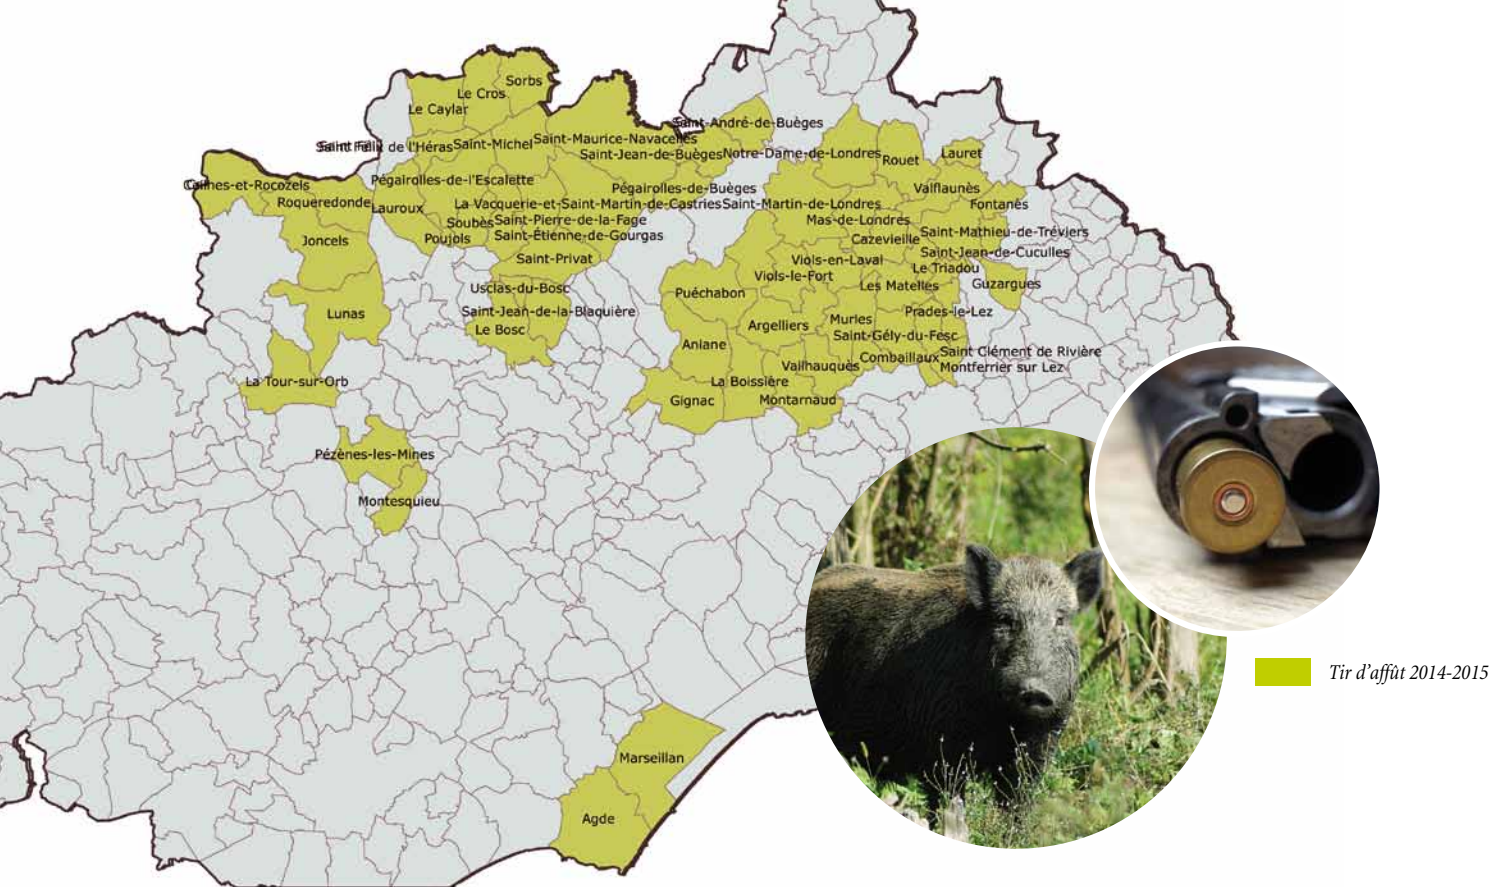 Sorbs
Le Cros
Le Caylar
Saint-André-de-Buèges
Saint-Maurice-Navacelles
Saint-Michel
Saint Félix de l'Héras
Saint-Jean-de-Buèges
Notre-Dame-de-Londres
Rouet
Lauret
Pégairolles-de-l'Escalette
-et-Rocozels
Pégairolles-de-Buèges
Valflaunès
Roqueredonde
Lauroux
La Vacquerie-et-Saint-Martin-de-Castries
Saint-Martin-de-Londres
Fontanès
Soubès
Saint-Pierre-de-la-Fage
Mas-de-Londres
Poujols
Saint-Étienne-de-Gourgas
Cazevieille
Saint-Mathieu-de-Tréviers
Joncels
Saint-Jean-de-Cuculles
Saint-Privat
Viols-en-Laval
Le Triadou
Viols-le-Fort
Usclas-du-Bosc
Puéchabon
Les Matelles
Guzargues
Lunas
Saint-Jean-de-la-Blaquière
Prades-le-Lez
Le Bosc
Argelliers
Murles
Saint-Gély-du-Fesc
Aniane
Saint Clément de Rivière
Combaillaux
Vailhauquès
Montferrier sur Lez
La Tour-sur-Orb
La Boissière
Gignac
Montarnaud
Pézènes-les-Mines
Montesquieu
Tir d'affût 2014-2015
Marseillan
Agde